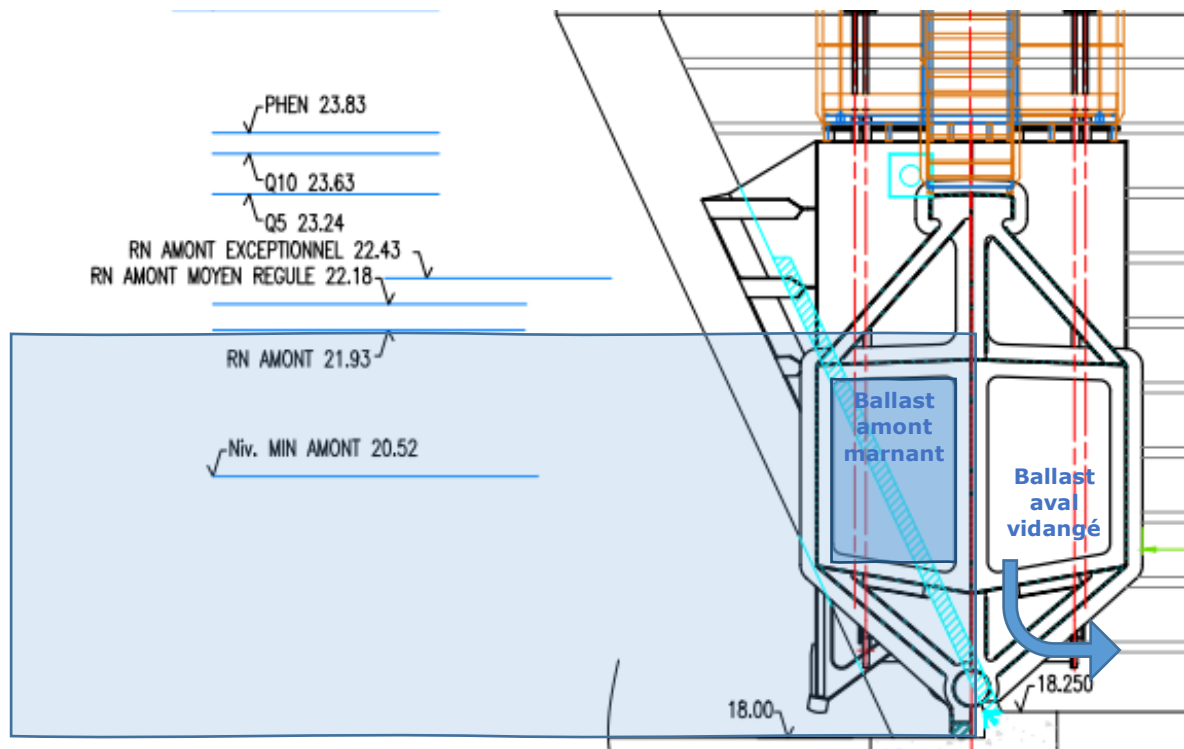 PHEN 23.83
Q10 23.63
Q5 23.24
RN AMONT EXCEPTIONNEL 22.43
RN AMONT MOYEN REGULE 22.18
RN AMONT 21.93
Niv. MIN AMONT 20.52
Ballast
amont
marnant
Ballast
aval
vidangé
18.00
18.250